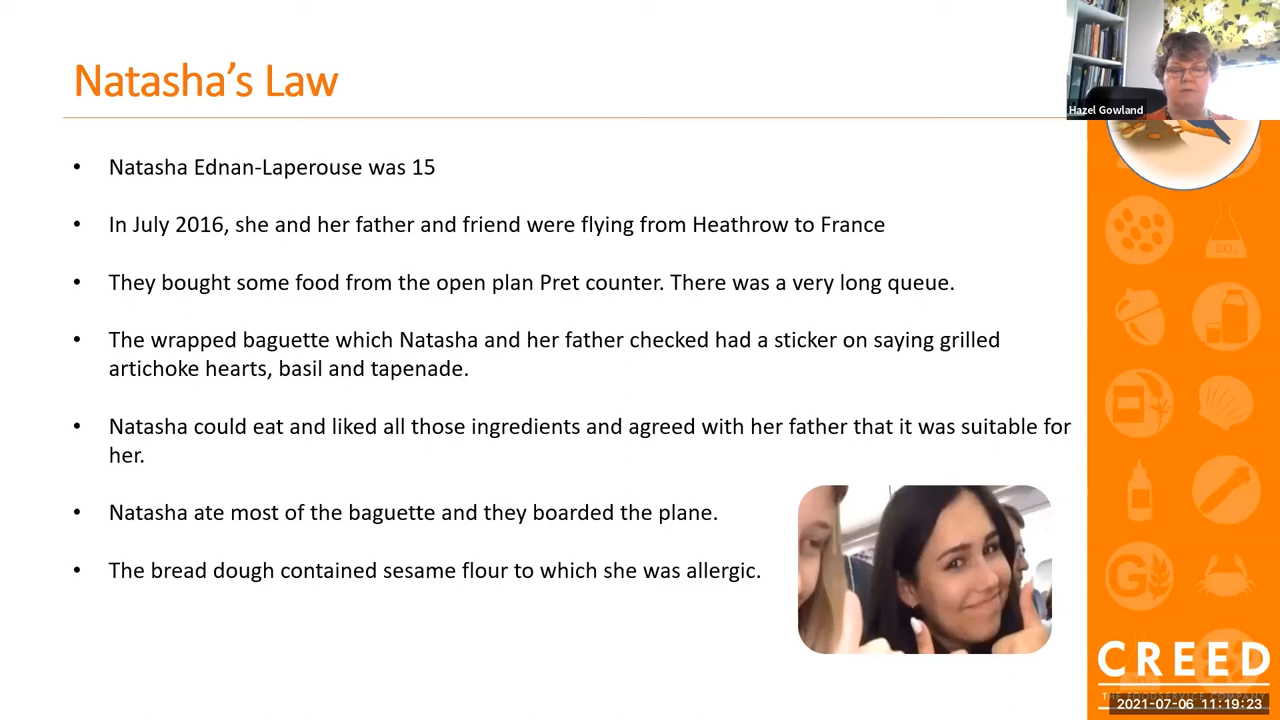 Natasha's Law
Hazel Gowland
• Natasha Ednan-Laperouse was 15
• In July 2016, she and her father and friend were flying from Heathrow to France
• They bought some food from the open plan Pret counter. There was a very long queue.
• The wrapped baguette which Natasha and her father checked had a sticker on saying grilled
artichoke hearts, basil and tapenade.
• Natasha could eat and liked all those ingredients and agreed with her father that it was suitable for
her.
• Natasha ate most of the baguette and they boarded the plane.
• The bread dough contained sesame flour to which she was allergic.
SO₂
G
CREED
THE FOODSERVICE COMPANY
2021-07-06 11:19:23